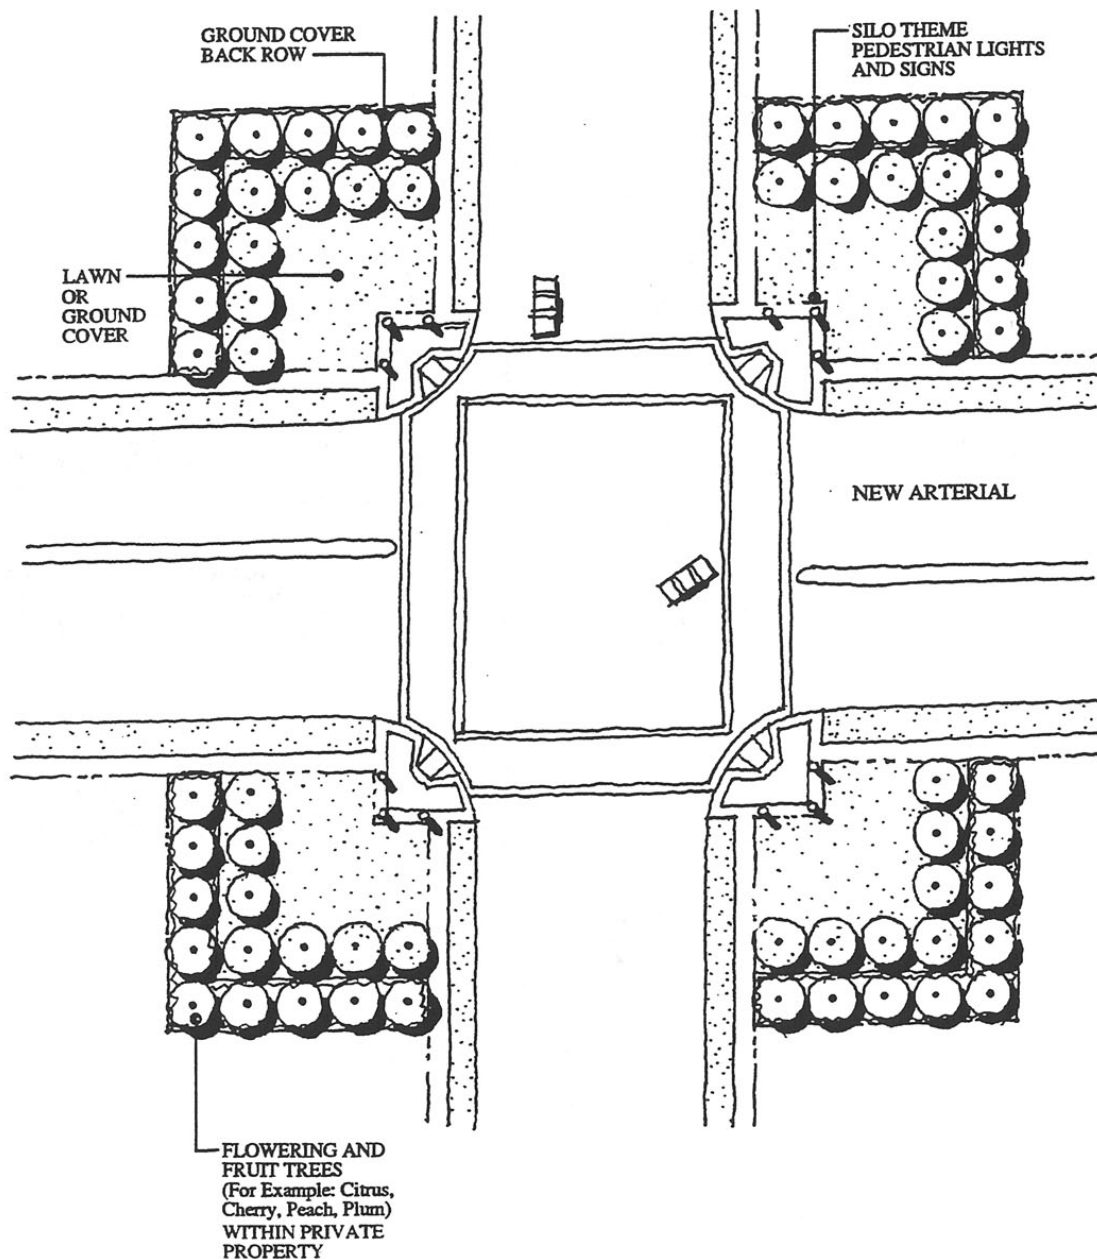 GROUND COVER
BACK ROW
SILO THEME
PEDESTRIAN LIGHTS
AND SIGNS
LAWN
OR
GROUND
COVER
NEW ARTERIAL
FLOWERING AND
FRUIT TREES
(For Example: Citrus,
Cherry, Peach, Plum)
WITHIN PRIVATE
PROPERTY